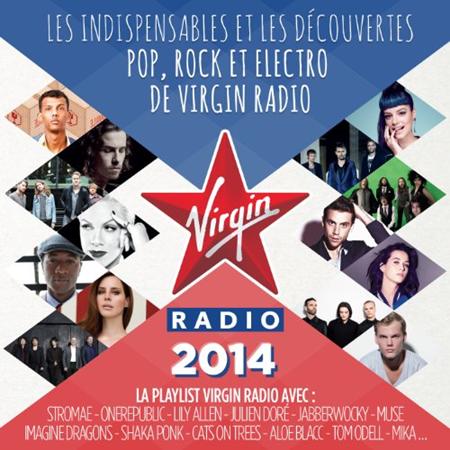 LES INDISPENSABLES ET LES DÉCOUVERTES
POP, ROCK ET ELECTRO
DE VIRGIN RADIO
Virgin
RADIO
2014
LA PLAYLIST VIRGIN RADIO AVEC :
STROMAE - ONEREPUBLIC - LILY ALLEN - JULIEN DORÉ - JABBERWOCKY - MUSE
IMAGINE DRAGONS - SHAKA PONK - CATS ON TREES - ALOE BLACC - TOM ODELL - MIKA ...